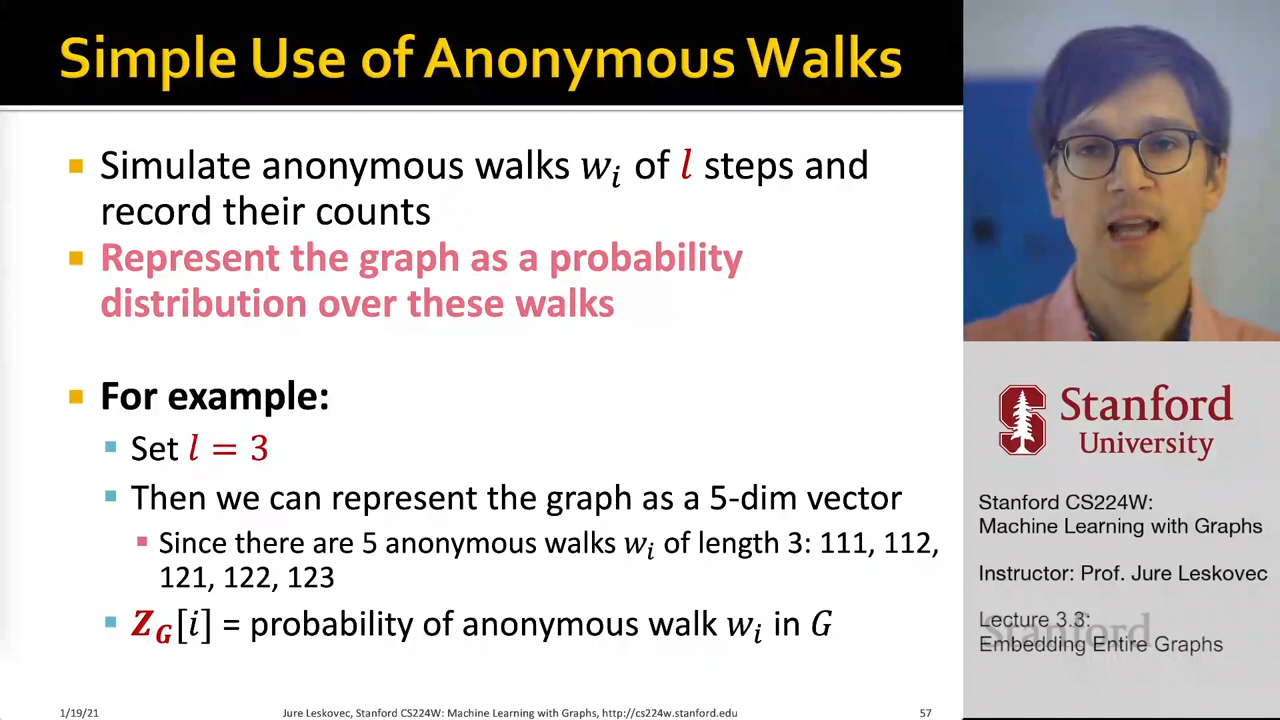 Simple Use of Anonymous Walks
Simulate anonymous walks wᵢ of l steps and
record their counts
Represent the graph as a probability
distribution over these walks
For example:
Set l = 3
Then we can represent the graph as a 5-dim vector
Since there are 5 anonymous walks wᵢ of length 3: 111, 112,
121, 122, 123
Z_G[i] = probability of anonymous walk wᵢ in G
1/19/21
Jure Leskovec, Stanford CS224W: Machine Learning with Graphs, http://cs224w.stanford.edu
57
Stanford
University
Stanford CS224W:
Machine Learning with Graphs
Instructor: Prof. Jure Leskovec
Lecture 3.3:
Stanford
Embedding Entire Graphs